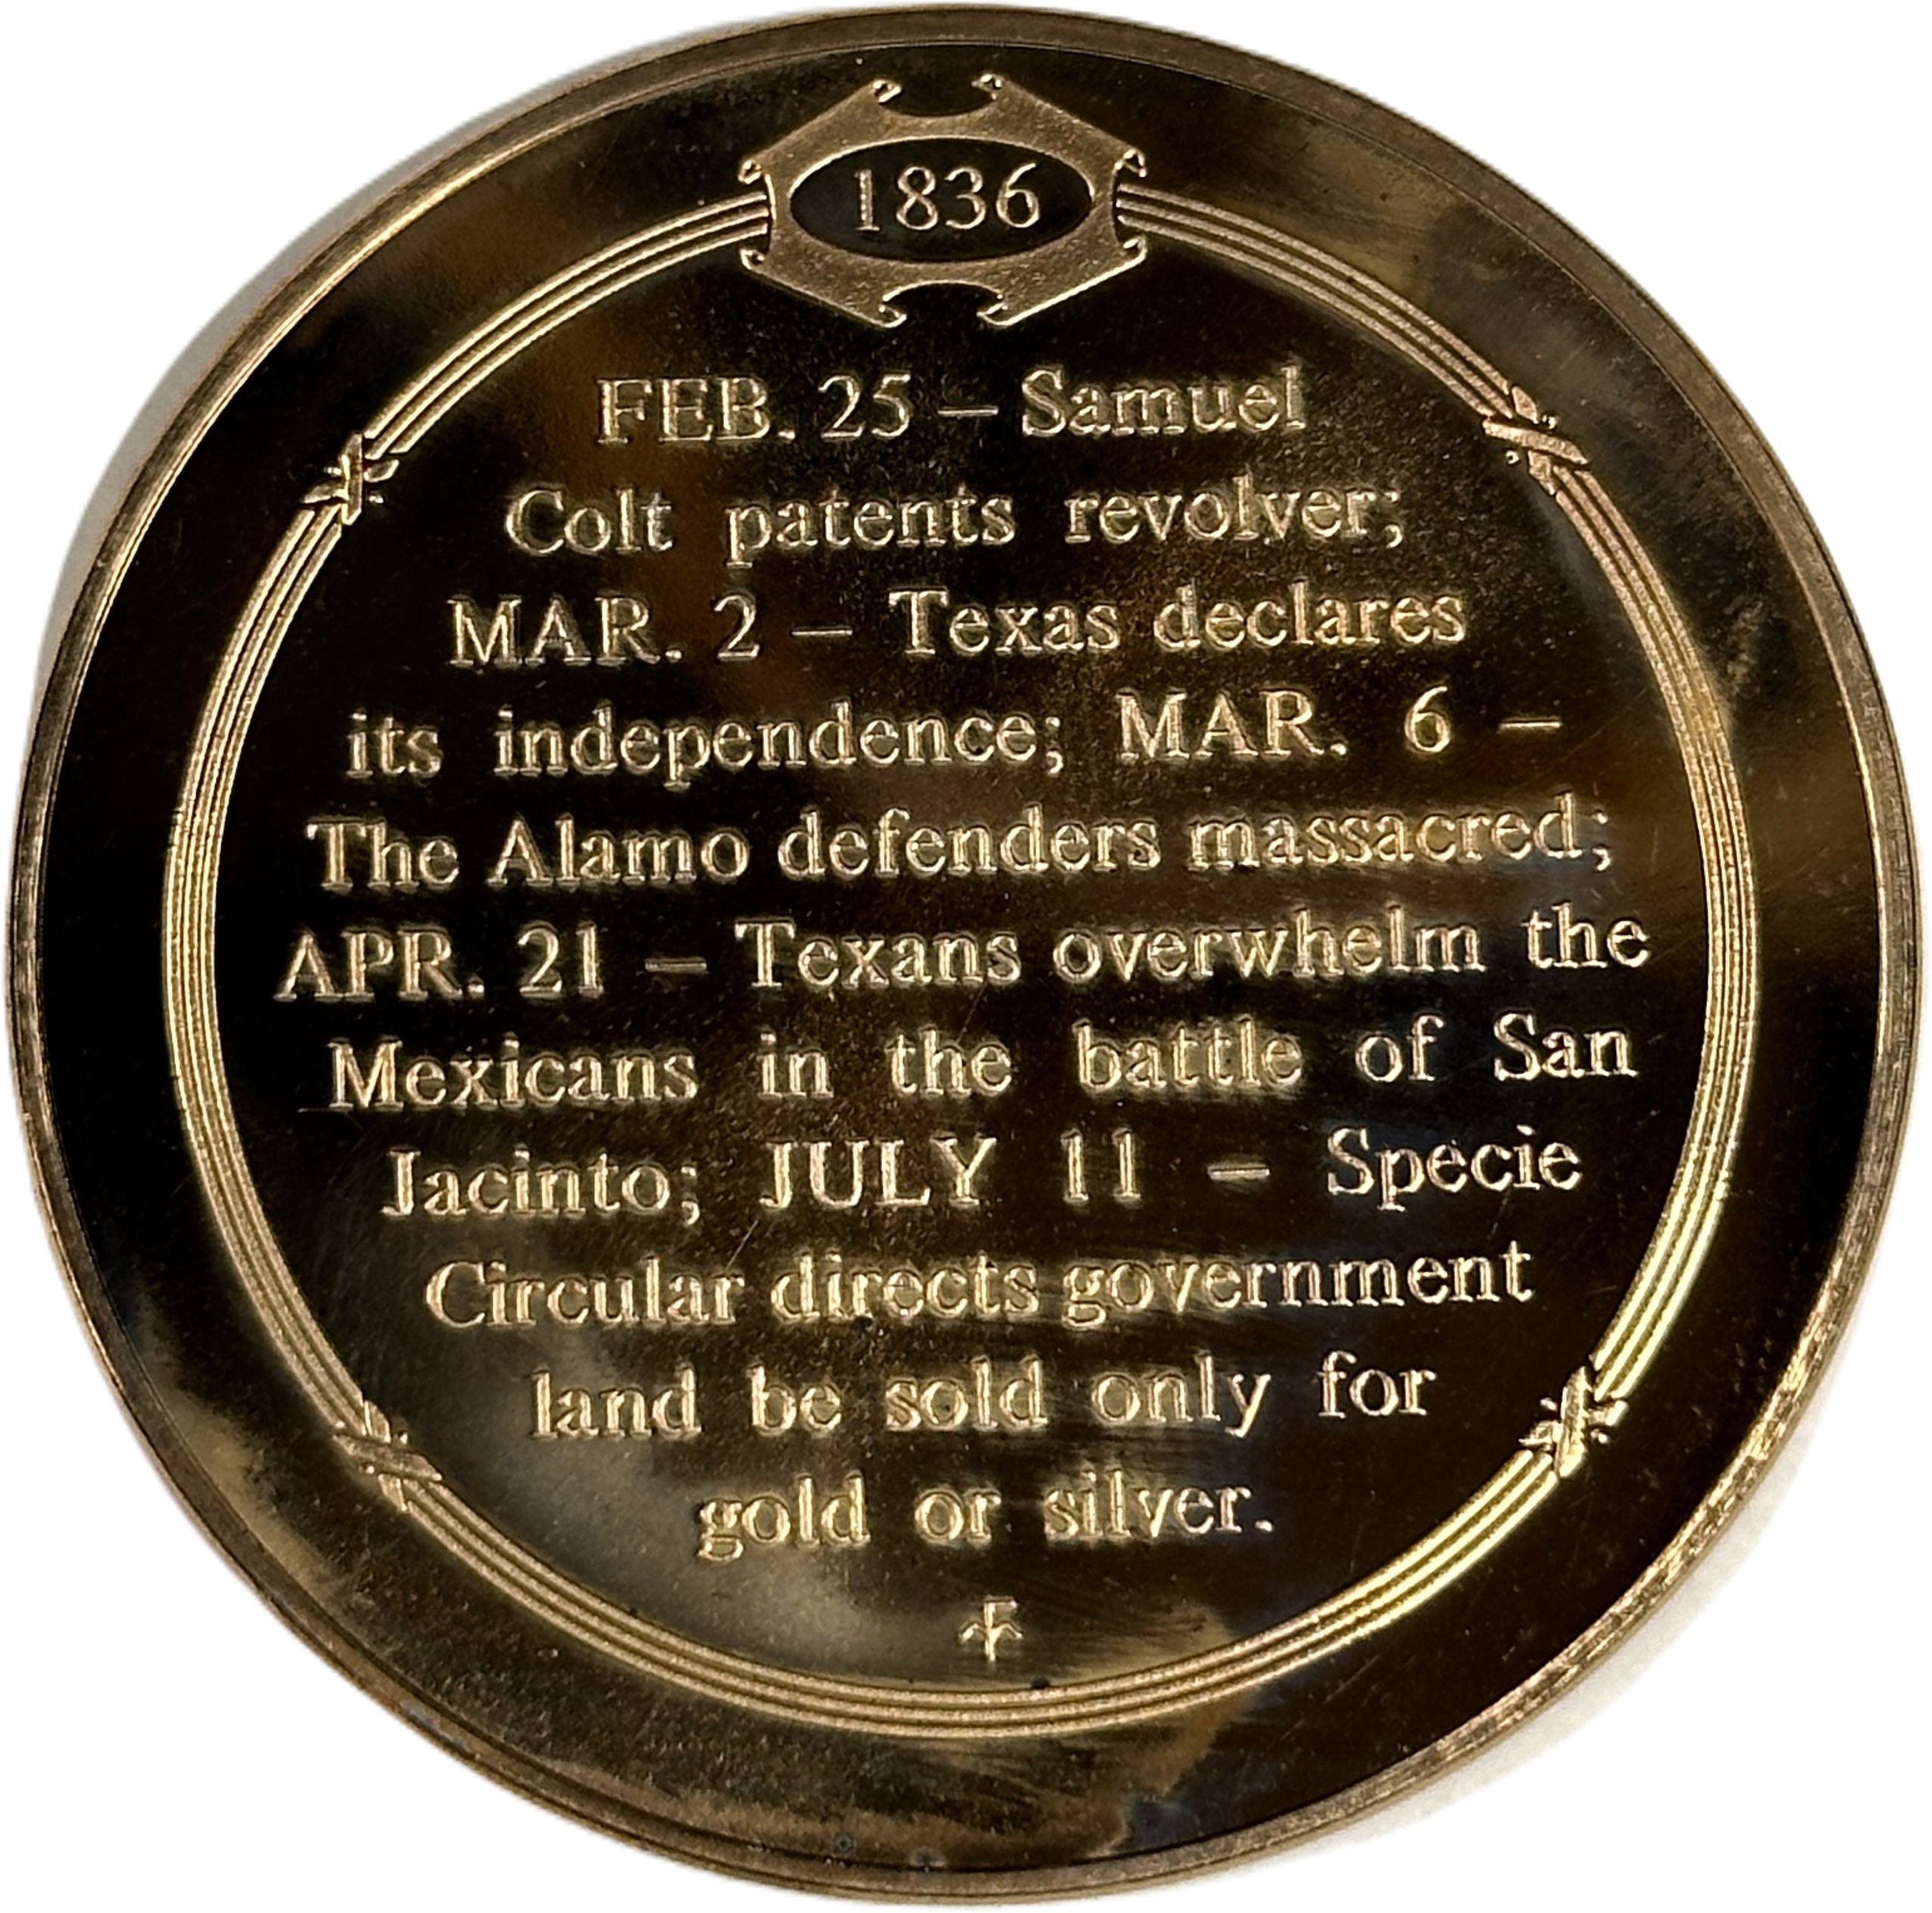 1836
FEB. 25 – Samuel
Colt patents revolver;
MAR. 2 – Texas declares
its independence; MAR. 6 –
The Alamo defenders massacred;
APR. 21 – Texans overwhelm the
Mexicans in the battle of San
Jacinto; JULY 11 – Specie
Circular directs government
land be sold only for
gold or silver.